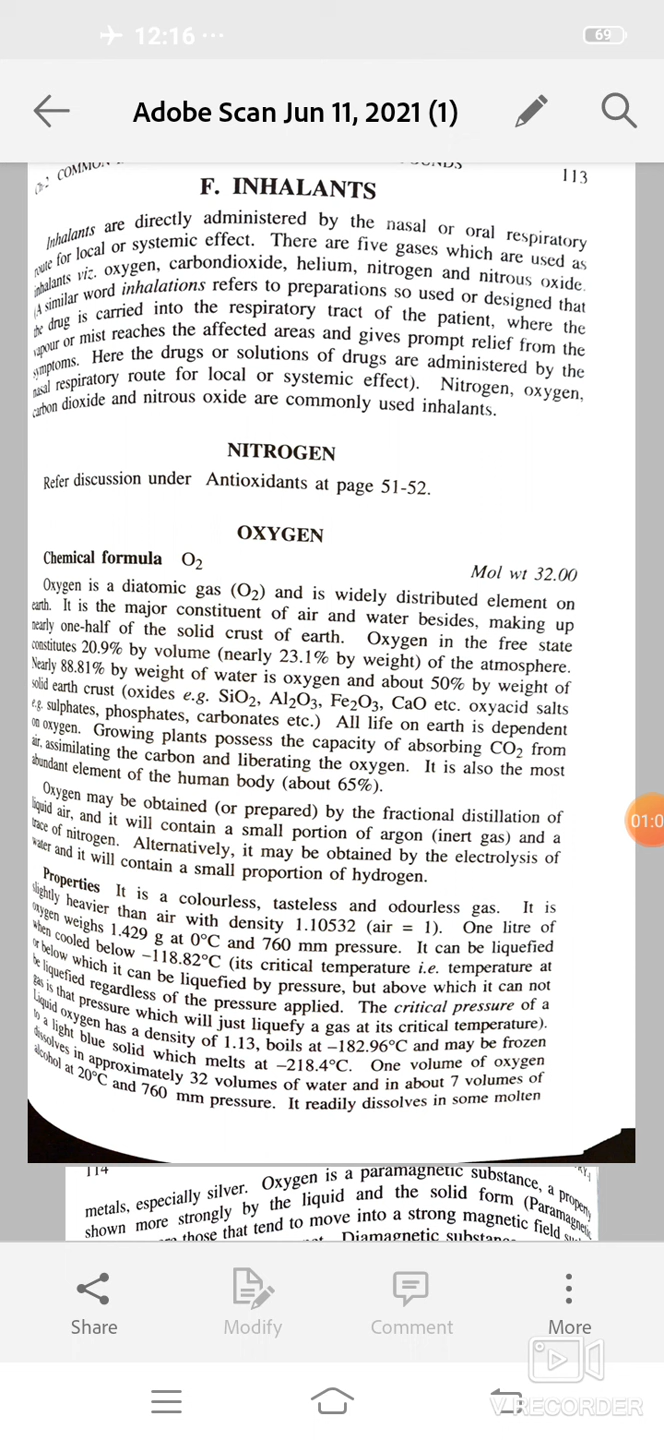 12:16 ...
69
Adobe Scan Jun 11, 2021 (1)
113
F. INHALANTS
Inhalants are directly administered by the nasal or oral respiratory
route for local or systemic effect. There are five gases which are used as
inhalants viz. oxygen, carbondioxide, helium, nitrogen and nitrous oxide.
(A similar word inhalations refers to preparations so used or designed that
the drug is carried into the respiratory tract of the patient, where the
vapour or mist reaches the affected areas and gives prompt relief from the
symptoms. Here the drugs or solutions of drugs are administered by the
nasal respiratory route for local or systemic effect). Nitrogen, oxygen,
carbon dioxide and nitrous oxide are commonly used inhalants.
NITROGEN
Refer discussion under Antioxidants at page 51-52.
OXYGEN
Chemical formula O2
Mol wt 32.00
Oxygen is a diatomic gas (O2) and is widely distributed element on
earth. It is the major constituent of air and water besides, making up
nearly one-half of the solid crust of earth. Oxygen in the free state
constitutes 20.9% by volume (nearly 23.1% by weight) of the atmosphere.
Nearly 88.81% by weight of water is oxygen and about 50% by weight of
solid earth crust (oxides e.g. SiO2, Al2O3, Fe2O3, CaO etc. oxyacid salts
e.g. sulphates, phosphates, carbonates etc.) All life on earth is dependent
on oxygen. Growing plants possess the capacity of absorbing CO2 from
air, assimilating the carbon and liberating the oxygen. It is also the most
abundant element of the human body (about 65%).
Oxygen may be obtained (or prepared) by the fractional distillation of
liquid air, and it will contain a small portion of argon (inert gas) and a
trace of nitrogen. Alternatively, it may be obtained by the electrolysis of
water and it will contain a small proportion of hydrogen.
Properties It is a colourless, tasteless and odourless gas. It is
slightly heavier than air with density 1.10532 (air = 1). One litre of
oxygen weighs 1.429 g at 0°C and 760 mm pressure. It can be liquefied
when cooled below –118.82°C (its critical temperature i.e. temperature at
or below which it can be liquefied by pressure, but above which it can not
be liquefied regardless of the pressure applied. The critical pressure of a
gas is that pressure which will just liquefy a gas at its critical temperature).
Liquid oxygen has a density of 1.13, boils at –182.96°C and may be frozen
to a light blue solid which melts at –218.4°C. One volume of oxygen
dissolves in approximately 32 volumes of water and in about 7 volumes of
alcohol at 20°C and 760 mm pressure. It readily dissolves in some molten
01:0
114
metals, especially silver. Oxygen is a paramagnetic substance, a property
shown more strongly by the liquid and the solid form (Paramagnetic
those that tend to move into a strong magnetic field
Diamagnetic
Share
Modify
Comment
More
V RECORDER